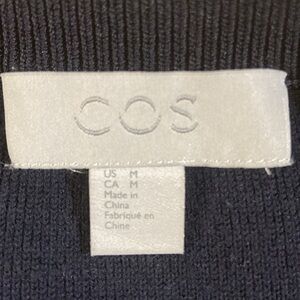 COS
US M
CA M
Made in
China
Fabriqué en
Chine